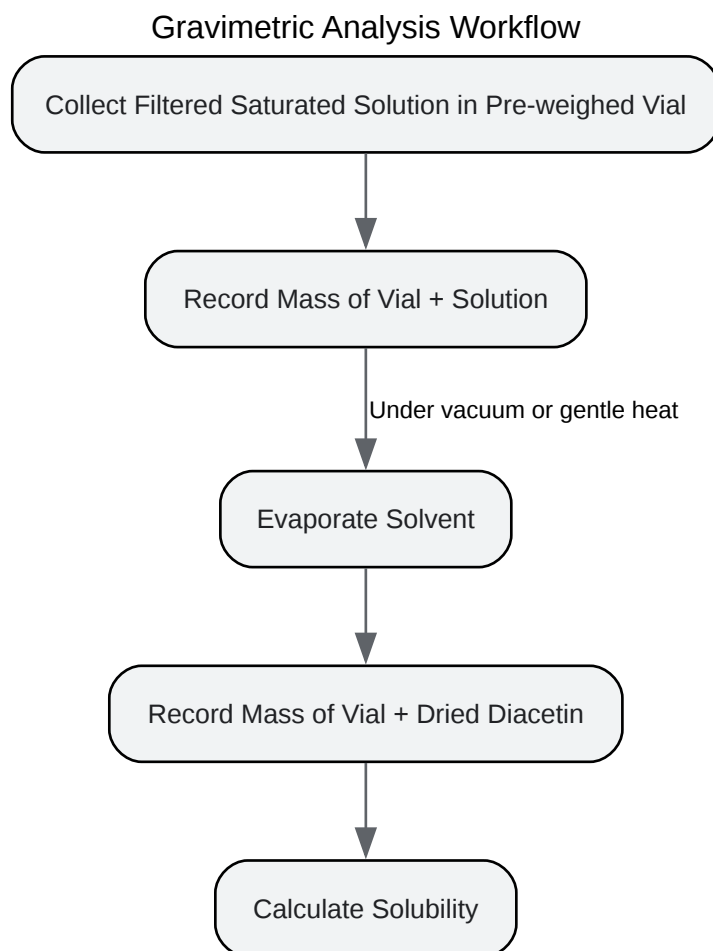 Gravimetric Analysis Workflow
Collect Filtered Saturated Solution in Pre-weighed Vial
Record Mass of Vial + Solution
Under vacuum or gentle heat
Evaporate Solvent
Record Mass of Vial + Dried Diacetin
Calculate Solubility